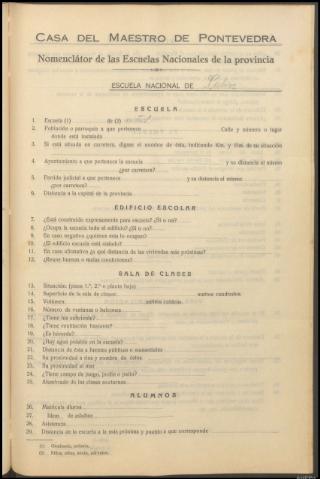 CASA DEL MAESTRO DE PONTEVEDRA
Nomenclátor de las Escuelas Nacionales de la provincia
ESCUELA NACIONAL DE
ESCUELA
1. Escuela (1) de (2)
2. Población o parroquia a que pertenece Calle y número o lugar
donde está instalada
3. Si está situada en carretera, dígase el nombre de ésta, indicando Km. y Hm. de su situación
4. Ayuntamiento a que pertenece la escuela y su distancia al mismo
¿por carretera?
5. Partido judicial a que pertenece y su distancia al mismo
¿por carretera?
6. Distancia a la capital de la provincia
EDIFICIO ESCOLAR
7. ¿Está construído expresamente para escuela? ¿Sí o no?
8. ¿Ocupa la escuela todo el edificio? ¿Sí o no?
9. En caso negativo ¿quiénes más lo ocupan?
10. ¿El edificio escuela está aislado?
11. En caso afirmativo ¿a qué distancia de las viviendas más próximas?
12. ¿Reúne buenas o malas condiciones?
SALA DE CLASES
13. Situación: (pisos 1.º, 2.º o planta baja)
14. Superficie de la sala de clases: metros cuadrados
15. Volumen metros cúbicos
16. Número de ventanas o balcones
17. ¿Tiene luz suficiente?
18. ¿Tiene ventilación bastante?
19. ¿Es húmeda?
20. ¿Hay agua potable en la escuela?
21. Distancia de ésta a fuentes públicas o manantiales
22. Su proximidad a ríos y nombre de éstos
23. Su proximidad al mar
24. ¿Tiene campo de juego, jardín o patio?
25. Alumbrado de las clases nocturnas
ALUMNOS
26. Matrícula diurna
27. Idem. de adultos
28. Asistencia
29. Distancia de la escuela a la más próxima y pueblo a que corresponde
(1) Graduada, unitaria.
(2) Niños, niñas, mixta, párvulos.